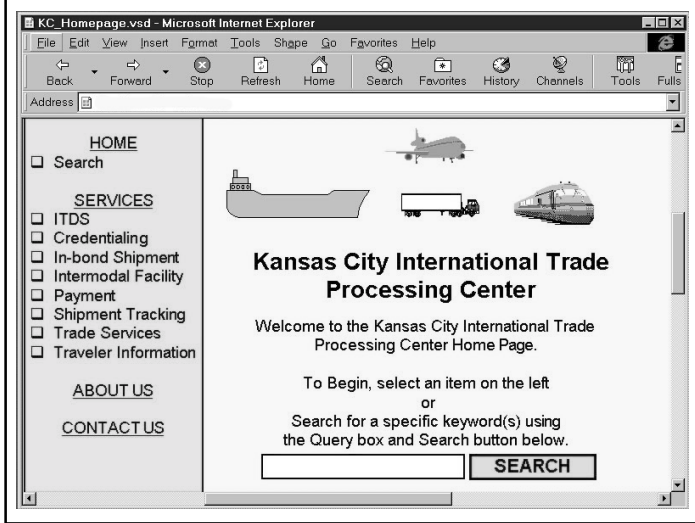 KC_Homepage.vsd - Microsoft Internet Explorer
File Edit View Insert Format Tools Shape Go Favorites Help
Back Forward Stop Refresh Home Search Favorites History Channels Tools Fulls
Address
HOME
Search
SERVICES
ITDS
Credentialing
In-bond Shipment
Intermodal Facility
Payment
Shipment Tracking
Trade Services
Traveler Information
ABOUT US
CONTACT US
Kansas City International Trade
Processing Center
Welcome to the Kansas City International Trade
Processing Center Home Page.
To Begin, select an item on the left
or
Search for a specific keyword(s) using
the Query box and Search button below.
SEARCH